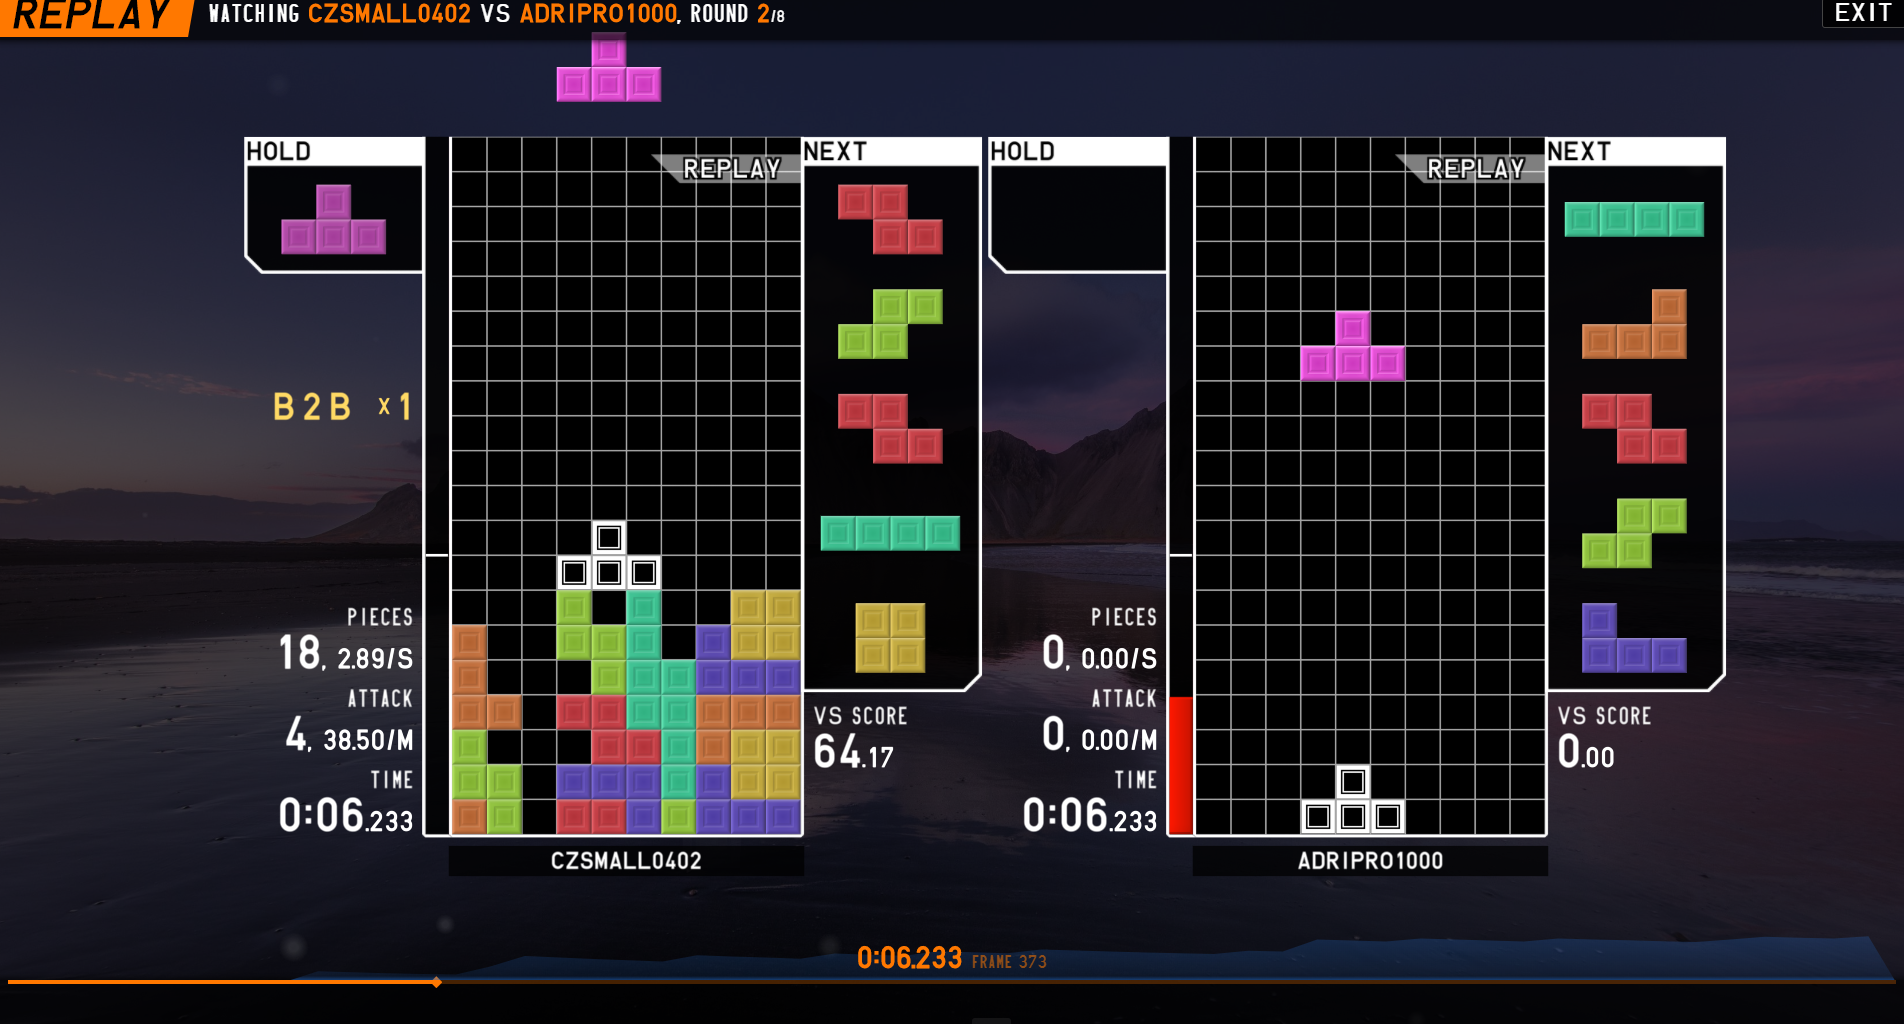 REPLAY
WATCHING CZSMALL0402 VS ADRIPRO1000, ROUND 2/8
EXIT
HOLD
REPLAY
NEXT
B2B ×1
PIECES
18, 2.89/S
ATTACK
4, 38.50/M
TIME
0:06.233
VS SCORE
64.17
CZSMALL0402
HOLD
REPLAY
NEXT
PIECES
0, 0.00/S
ATTACK
0, 0.00/M
TIME
0:06.233
VS SCORE
0.00
ADRIPRO1000
0:06.233 FRAME 373